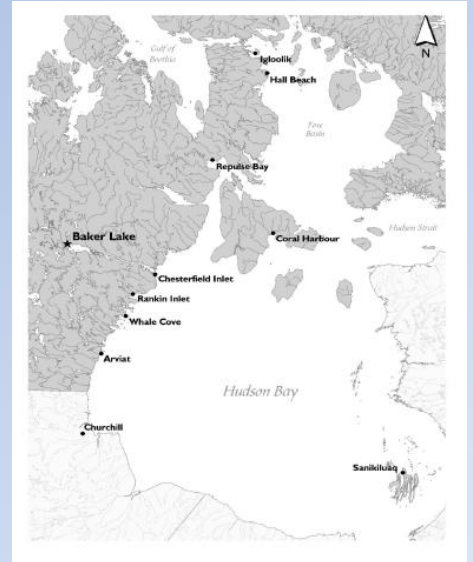 Gulf of
Boothia
Igloolik
N
Hall Beach
Foxe
Basin
Repulse Bay
Hudson Strait
Baker Lake
Coral Harbour
Chesterfield Inlet
Rankin Inlet
Whale Cove
Arviat
Hudson Bay
Churchill
Sanikiluaq